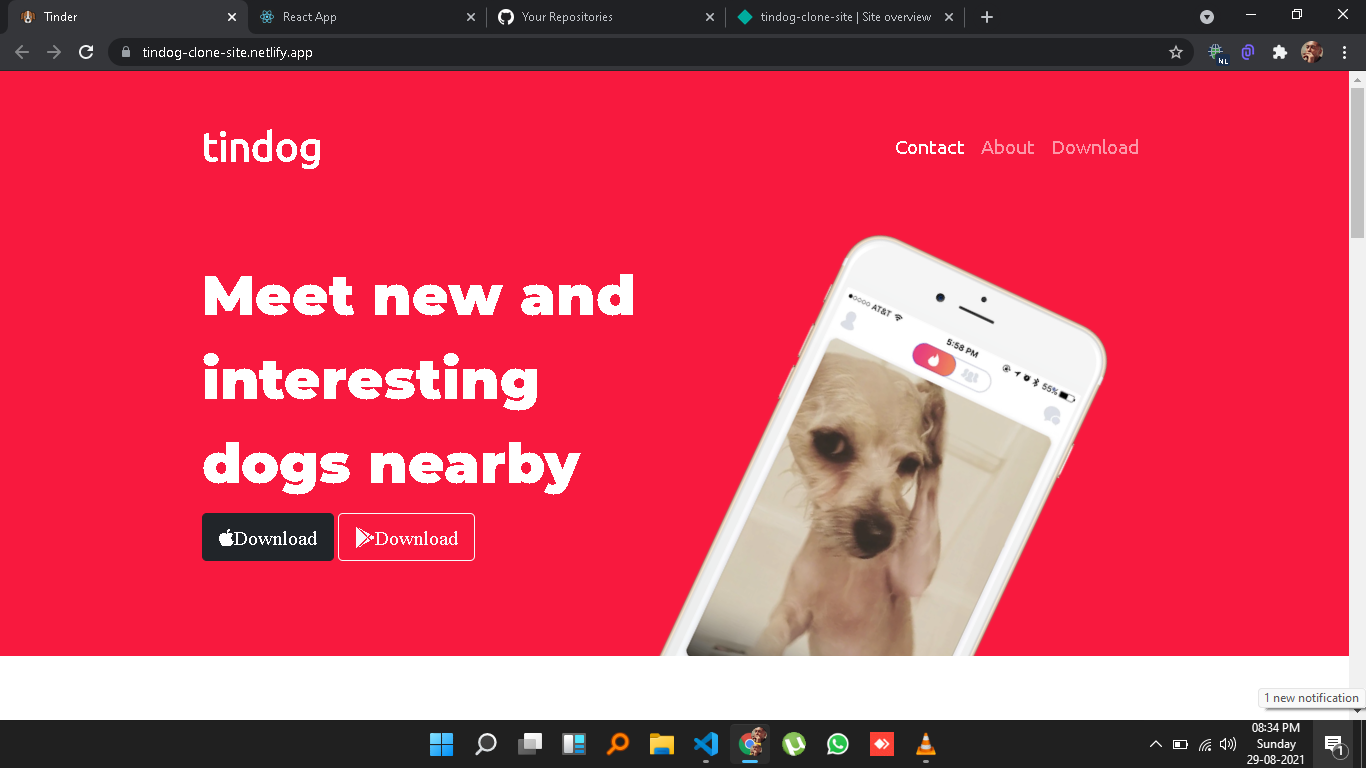 Tinder
React App
Your Repositories
tindog-clone-site | Site overview
tindog-clone-site.netlify.app
NL
tindog
Contact About Download
Meet new and
interesting
dogs nearby
Download Download
AT&T
5:58 PM
55%
1 new notification
08:34 PM
Sunday
29-08-2021
1